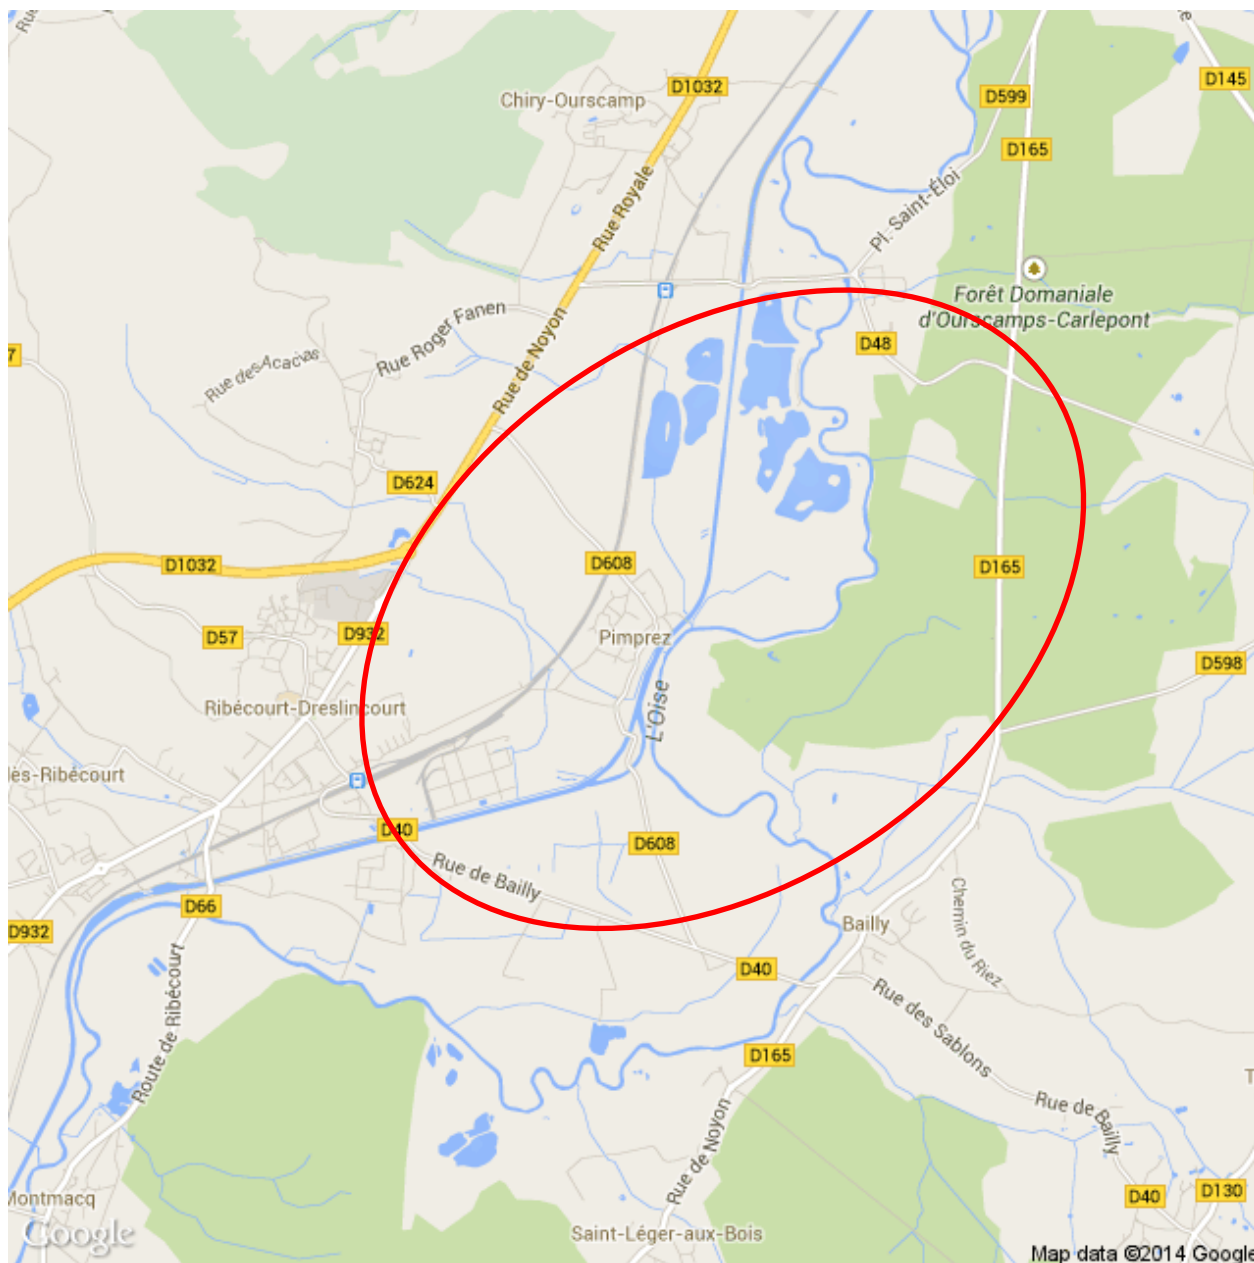 D145
D1032
Chiry-Ourscamp
D599
D165
Rue Royale
Pl. Saint-Éloi
Forêt Domaniale
d'Ourscamps-Carlepont
Rue Roger Fanen
D48
7
Rue des Acacias
Rue de Noyon
D624
D1032
D608
D165
D57
D932
Pimprez
D598
L'Oise
Ribécourt-Dreslincourt
lès-Ribécourt
D40
D608
Rue de Bailly
Chemin du Riez
D66
Bailly
D932
D40
Route de Ribécourt
Rue des Sablons
D165
T
Rue de Bailly
Rue de Noyon
Montmacq
D40
D130
Google
Saint-Léger-aux-Bois
Map data ©2014 Google